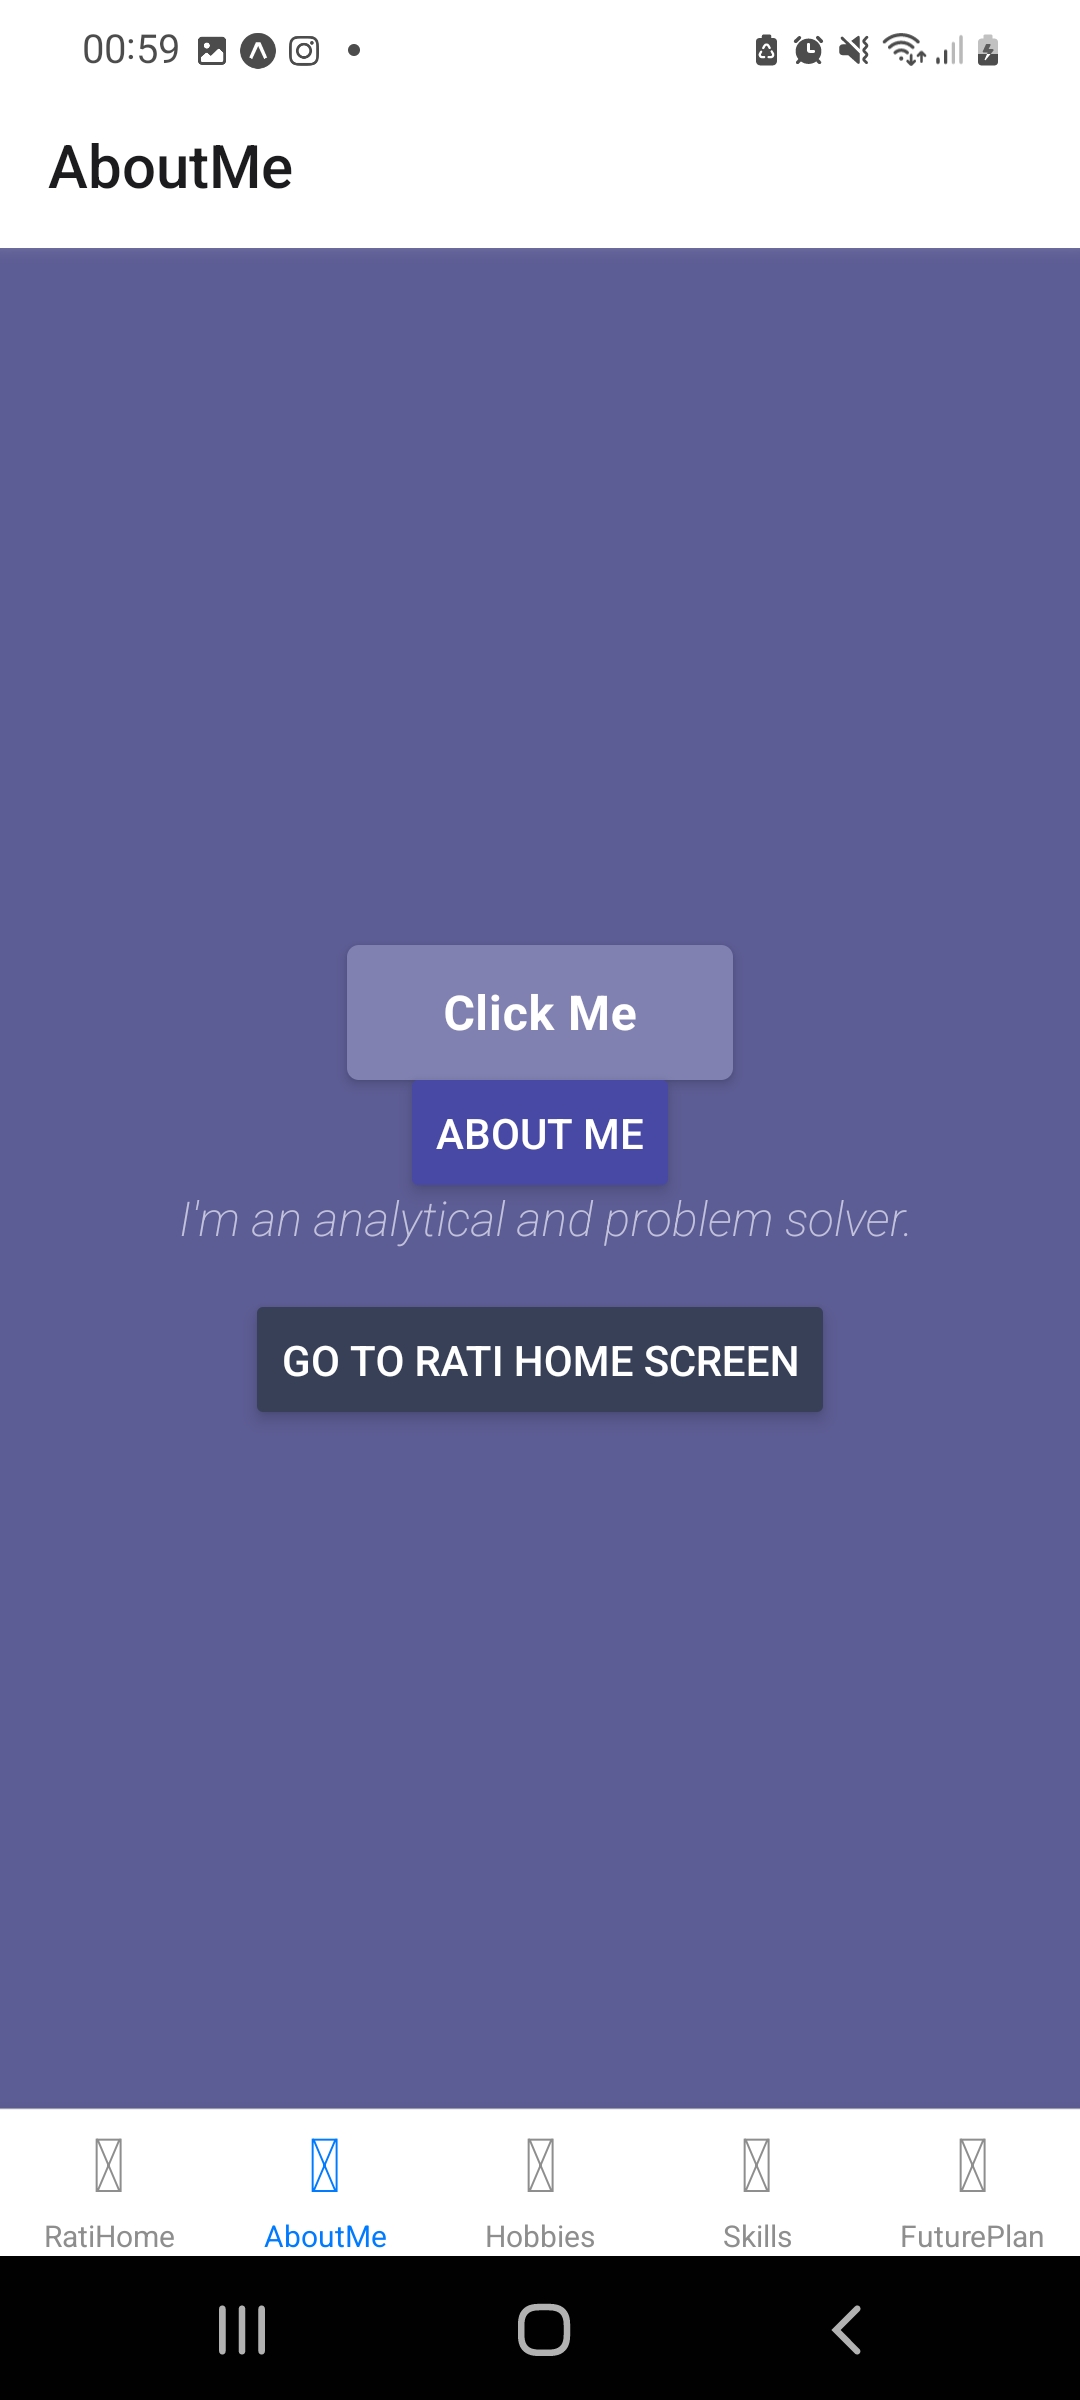 00:59
AboutMe
Click Me
ABOUT ME
I'm an analytical and problem solver.
GO TO RATI HOME SCREEN
RatiHome AboutMe Hobbies Skills FuturePlan